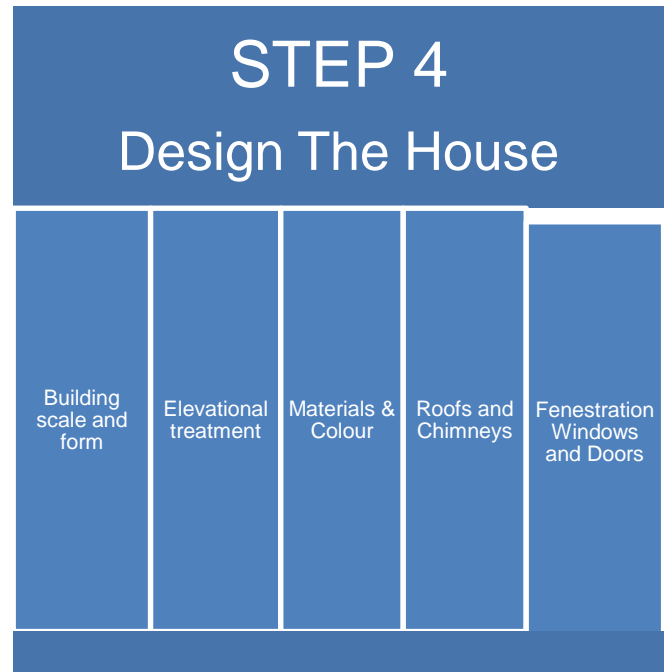 STEP 4
Design The House
Building
scale and
form
Elevational
treatment
Materials &
Colour
Roofs and
Chimneys
Fenestration
Windows
and Doors